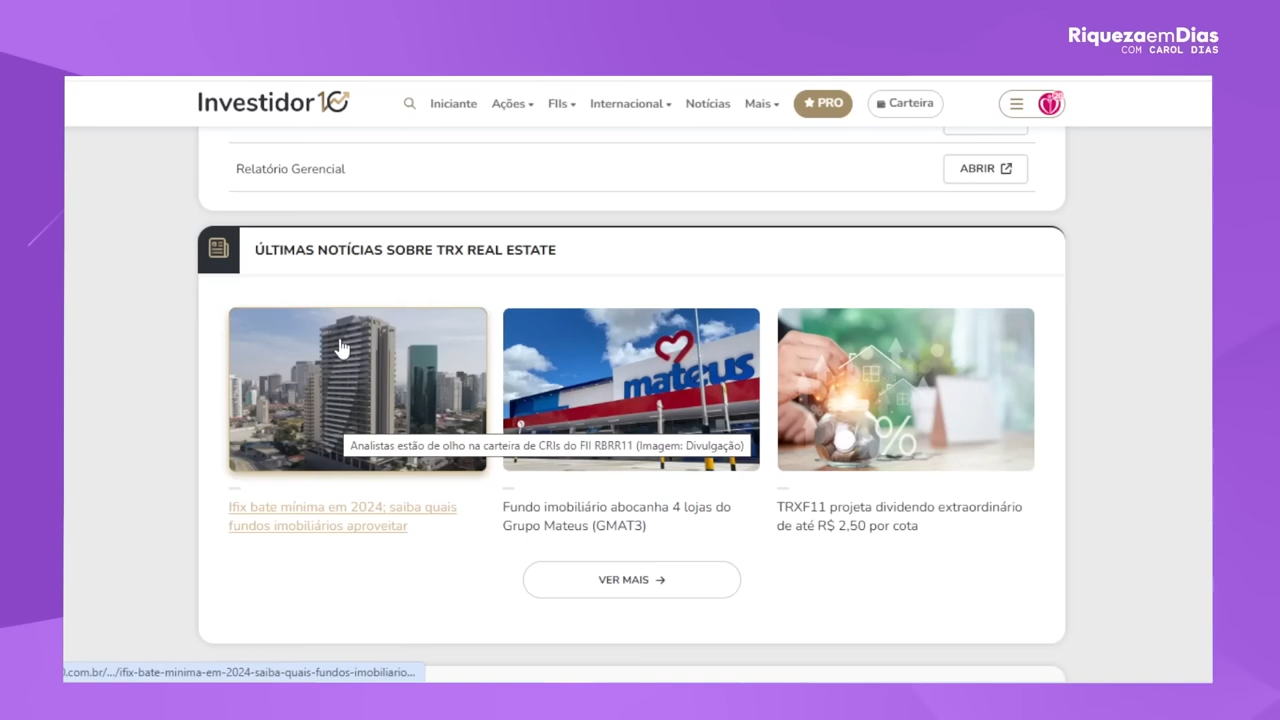 RiquezaemDias
COM CAROL DIAS
Investidor10
Iniciante
Ações
FIIs
Internacional
Notícias
Mais
PRO
Carteira
Relatório Gerencial
ABRIR
ÚLTIMAS NOTÍCIAS SOBRE TRX REAL ESTATE
mateus
%
Analistas estão de olho na carteira de CRIs do FII RBRR11 (Imagem: Divulgação)
Ifix bate mínima em 2024; saiba quais
fundos imobiliários aproveitar
Fundo imobiliário abocanha 4 lojas do
Grupo Mateus (GMAT3)
TRXF11 projeta dividendo extraordinário
de até R$ 2,50 por cota
VER MAIS →
.com.br/.../ifix-bate-minima-em-2024-saiba-quais-fundos-imobiliario...